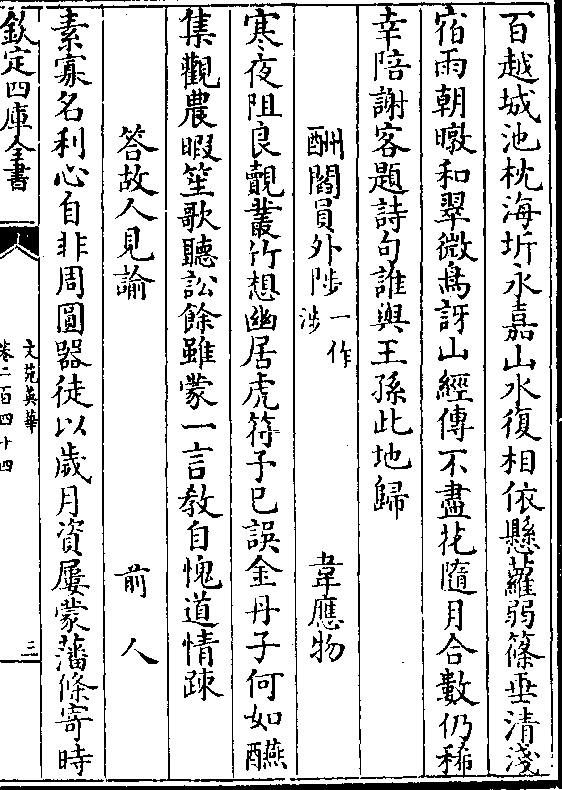 百越城池枕海圻永嘉山水復相依懸蘿弱篠垂清淺
宿雨朝暾和翠微鳥訝山經傳不盡花隨月令數仍稀
幸陪謝客題詩句誰與王孫此地歸
酬閻員外陟一作涉 韋應物
寒夜阻良覿叢竹想幽居虎符予已誤金丹子何如醼
集觀農暇笙歌聽訟餘雖蒙一言教自愧道情疎
答故人見諭 前人
素寡名利心自非周圓器徒以歲月資屢蒙藩條寄時
欽定四庫全書
文苑英華
卷二百四十四
三